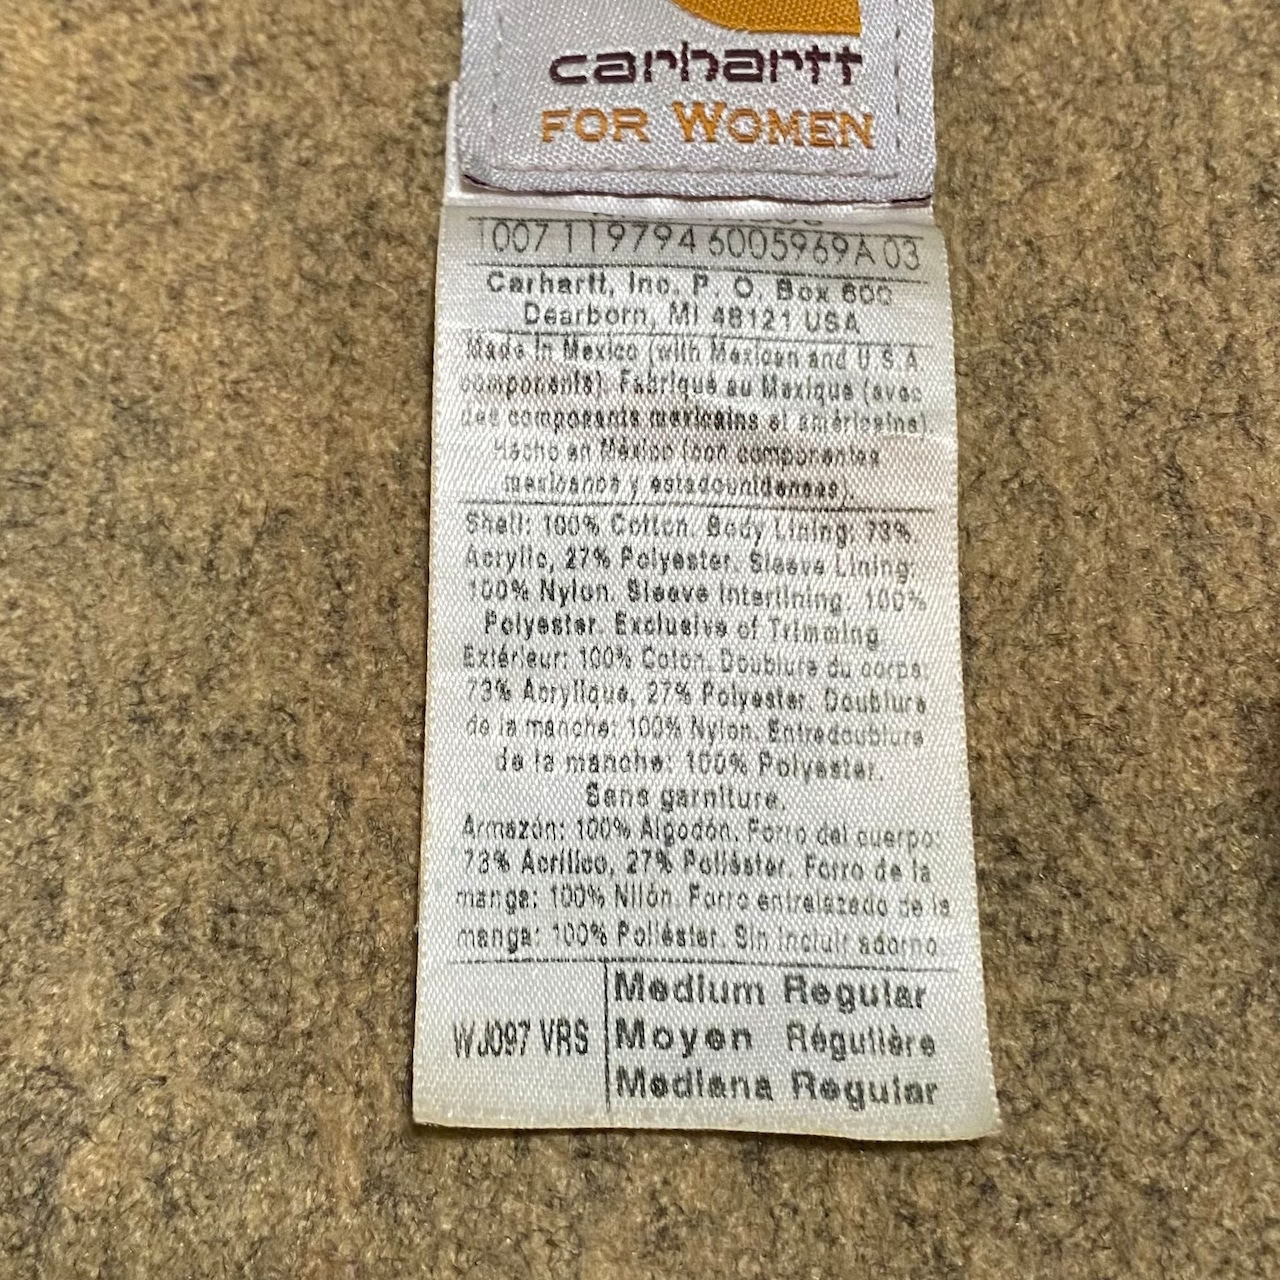 carhartt
FOR WOMEN
1007 119794 6005969A 03
Carhartt, Inc. P. O. Box 600
Dearborn, MI 48121 USA
Made in Mexico (with Mexican and U.S.A
components). Fabriqué au Mexique (avec
des composants mexicains et américains).
Hecho en México (con componentes
mexicanos y estadounidenses).
Shell: 100% Cotton. Body Lining: 73%
Acrylic, 27% Polyester. Sleeve Lining:
100% Nylon. Sleeve Interlining: 100%
Polyester. Exclusive of Trimming.
Extérieur: 100% Coton. Doublure du corps:
73% Acrylique, 27% Polyester. Doublure
de la manche: 100% Nylon. Entredoublure
de la manche: 100% Polyester.
Sans garniture.
Armazón: 100% Algodón. Forro del cuerpo:
73% Acrílico, 27% Poliéster. Forro de la
manga: 100% Nilón. Forro entrelazado de la
manga: 100% Poliéster. Sin incluir adorno.
Medium Regular
WJ097 VRS Moyen Régulière
Mediana Regular